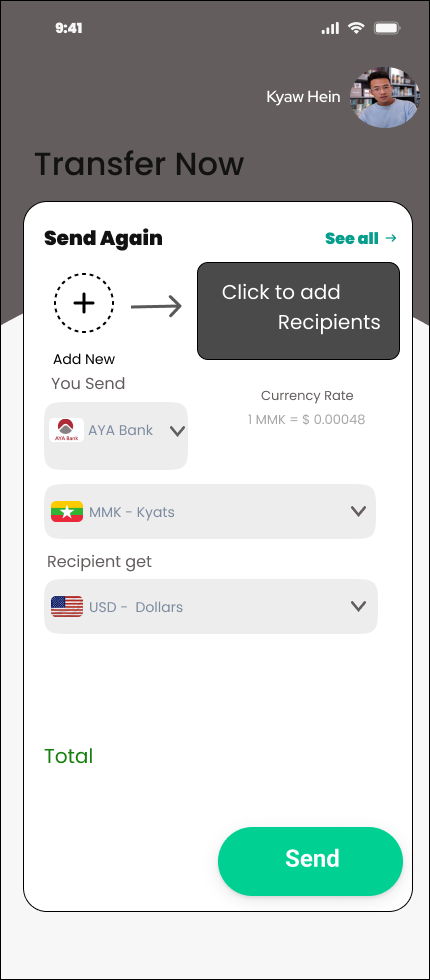 9:41
Kyaw Hein
Transfer Now
Send Again
See all →
Click to add
Recipients
Add New
You Send
Currency Rate
1 MMK = $ 0.00048
AYA Bank
AYA Bank
MMK - Kyats
Recipient get
USD - Dollars
Total
Send